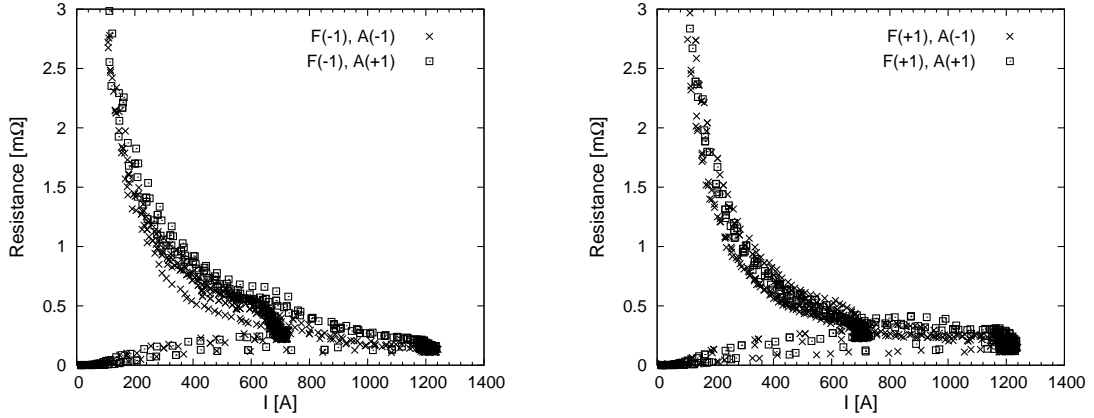 3
2.5
2
1.5
1
0.5
0
0 200 400 600 800 1000 1200 1400
Resistance [mΩ]
I [A]
F(-1), A(-1)
F(-1), A(+1)
3
2.5
2
1.5
1
0.5
0
0 200 400 600 800 1000 1200 1400
Resistance [mΩ]
I [A]
F(+1), A(-1)
F(+1), A(+1)